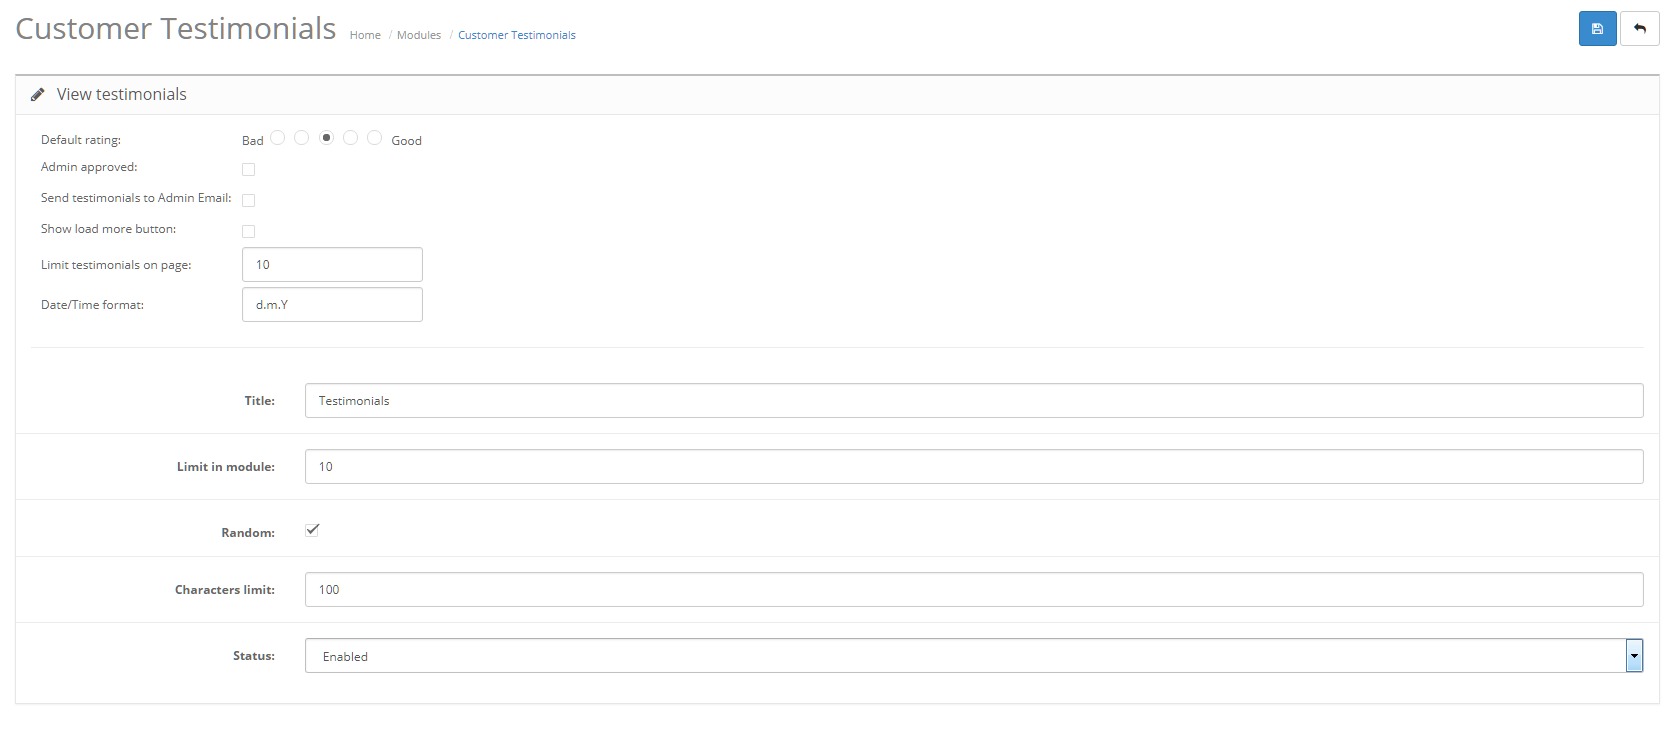 Customer Testimonials Home / Modules / Customer Testimonials
View testimonials
Default rating: Bad Good
Admin approved:
Send testimonials to Admin Email:
Show load more button:
Limit testimonials on page: 10
Date/Time format: d.m.Y
Title: Testimonials
Limit in module: 10
Random:
Characters limit: 100
Status: Enabled